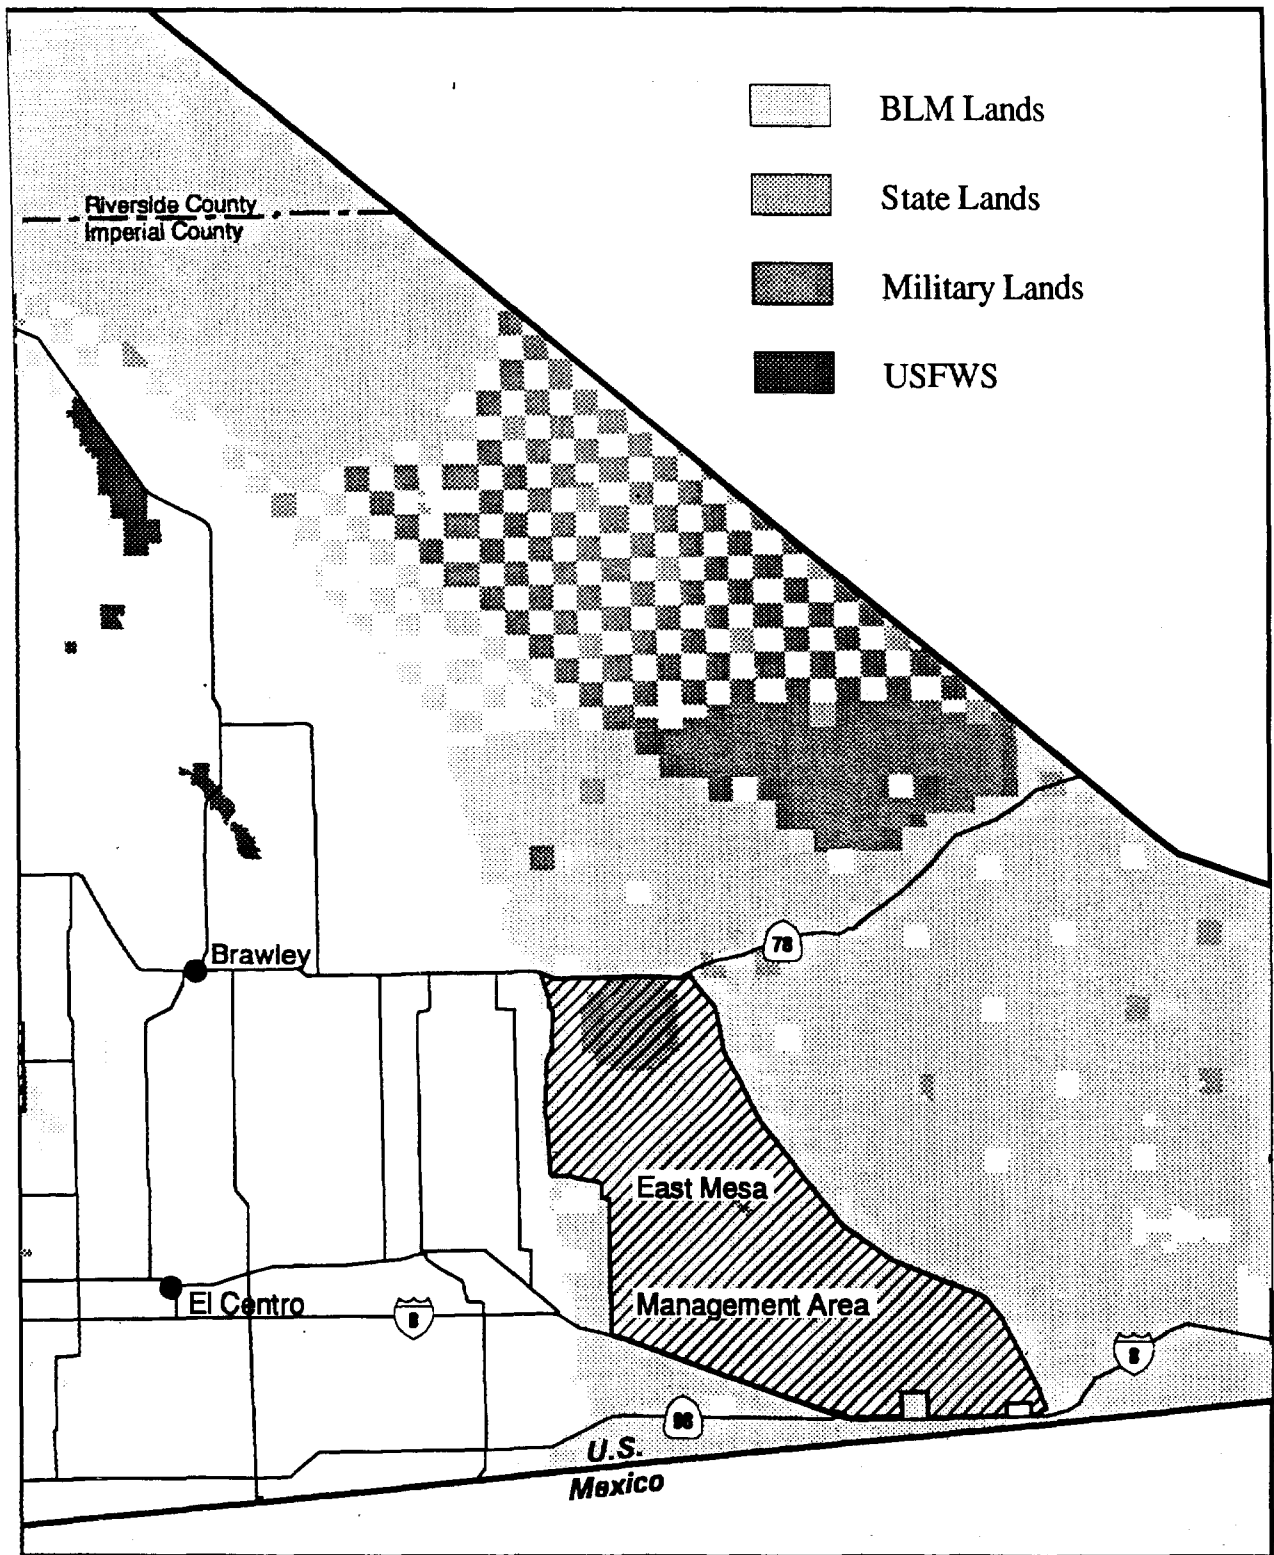 BLM Lands
State Lands
Riverside County
Imperial County
Military Lands
USFWS
78
Brawley
East Mesa
El Centro
Management Area
8
8
98
U.S.
Mexico